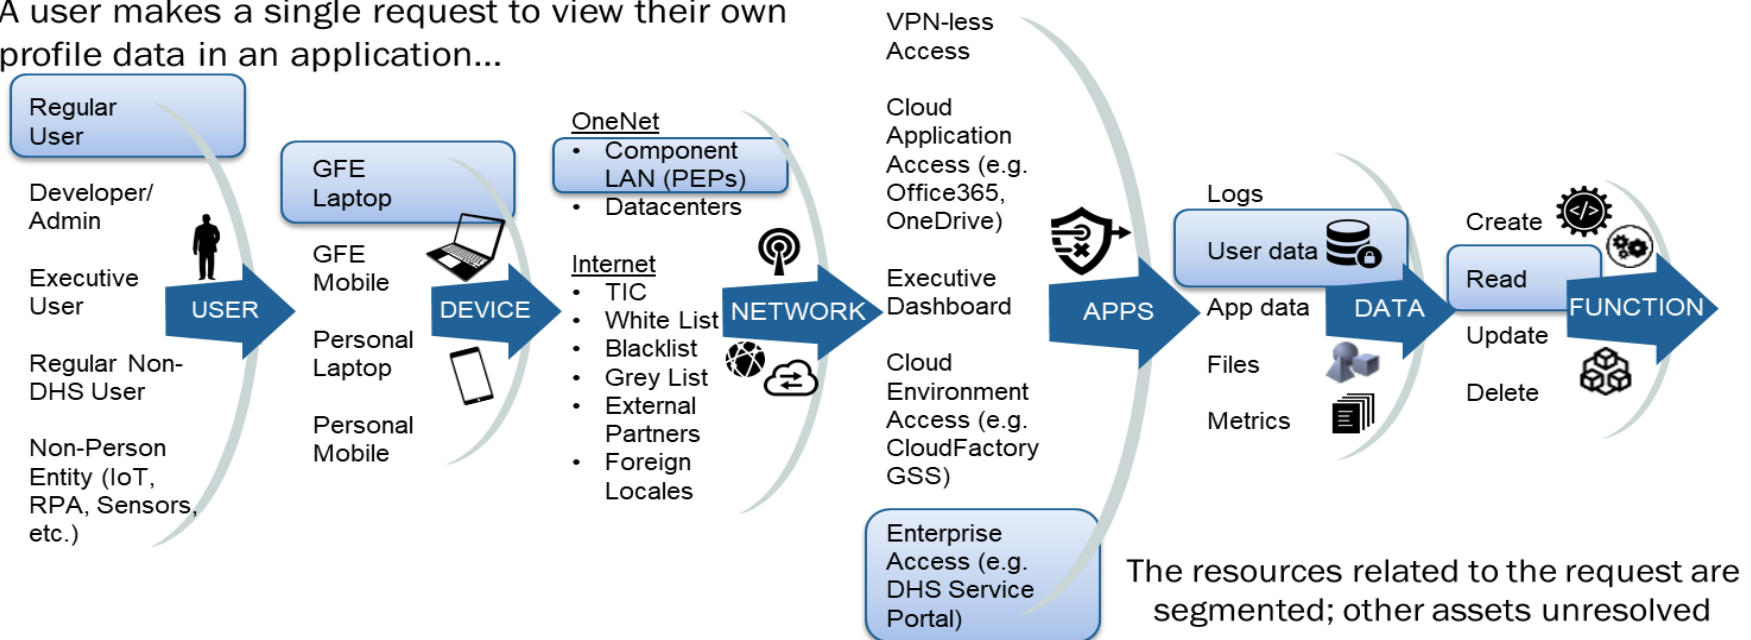 A user makes a single request to view their own
profile data in an application...
Regular
User
Developer/
Admin
Executive
User
Regular Non-
DHS User
Non-Person
Entity (IoT,
RPA, Sensors,
etc.)
USER
GFE
Laptop
GFE
Mobile
Personal
Laptop
Personal
Mobile
DEVICE
OneNet
• Component
LAN (PEPs)
• Datacenters
Internet
• TIC
• White List
• Blacklist
• Grey List
• External
Partners
• Foreign
Locales
NETWORK
VPN-less
Access
Cloud
Application
Access (e.g.
Office365,
OneDrive)
Executive
Dashboard
Cloud
Environment
Access (e.g.
CloudFactory
GSS)
Enterprise
Access (e.g.
DHS Service
Portal)
APPS
Logs
User data
App data
Files
Metrics
DATA
Create
Read
Update
Delete
FUNCTION
The resources related to the request are
segmented; other assets unresolved